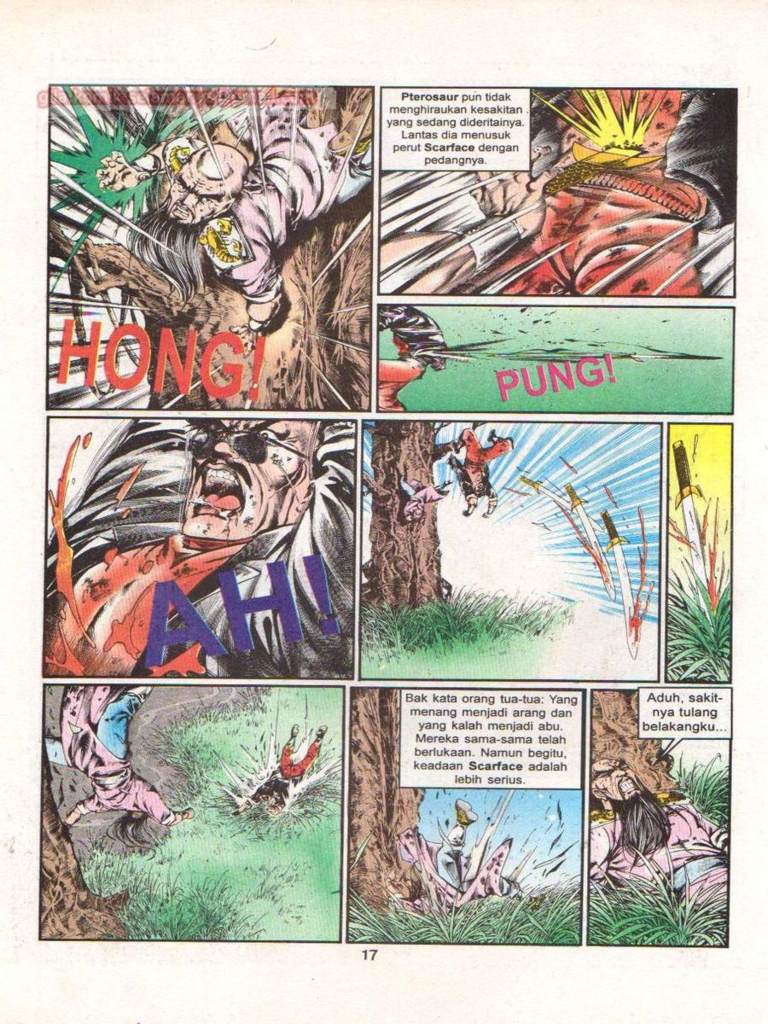 Pterosaur pun tidak
menghiraukan kesakitan
yang sedang dideritainya.
Lantas dia menusuk
perut Scarface dengan
pedangnya.
HONG!
PUNG!
AH!
Bak kata orang tua-tua: Yang
menang menjadi arang dan
yang kalah menjadi abu.
Mereka sama-sama telah
berlukaan. Namun begitu,
keadaan Scarface adalah
lebih serius.
Aduh, sakit-
nya tulang
belakangku...
17